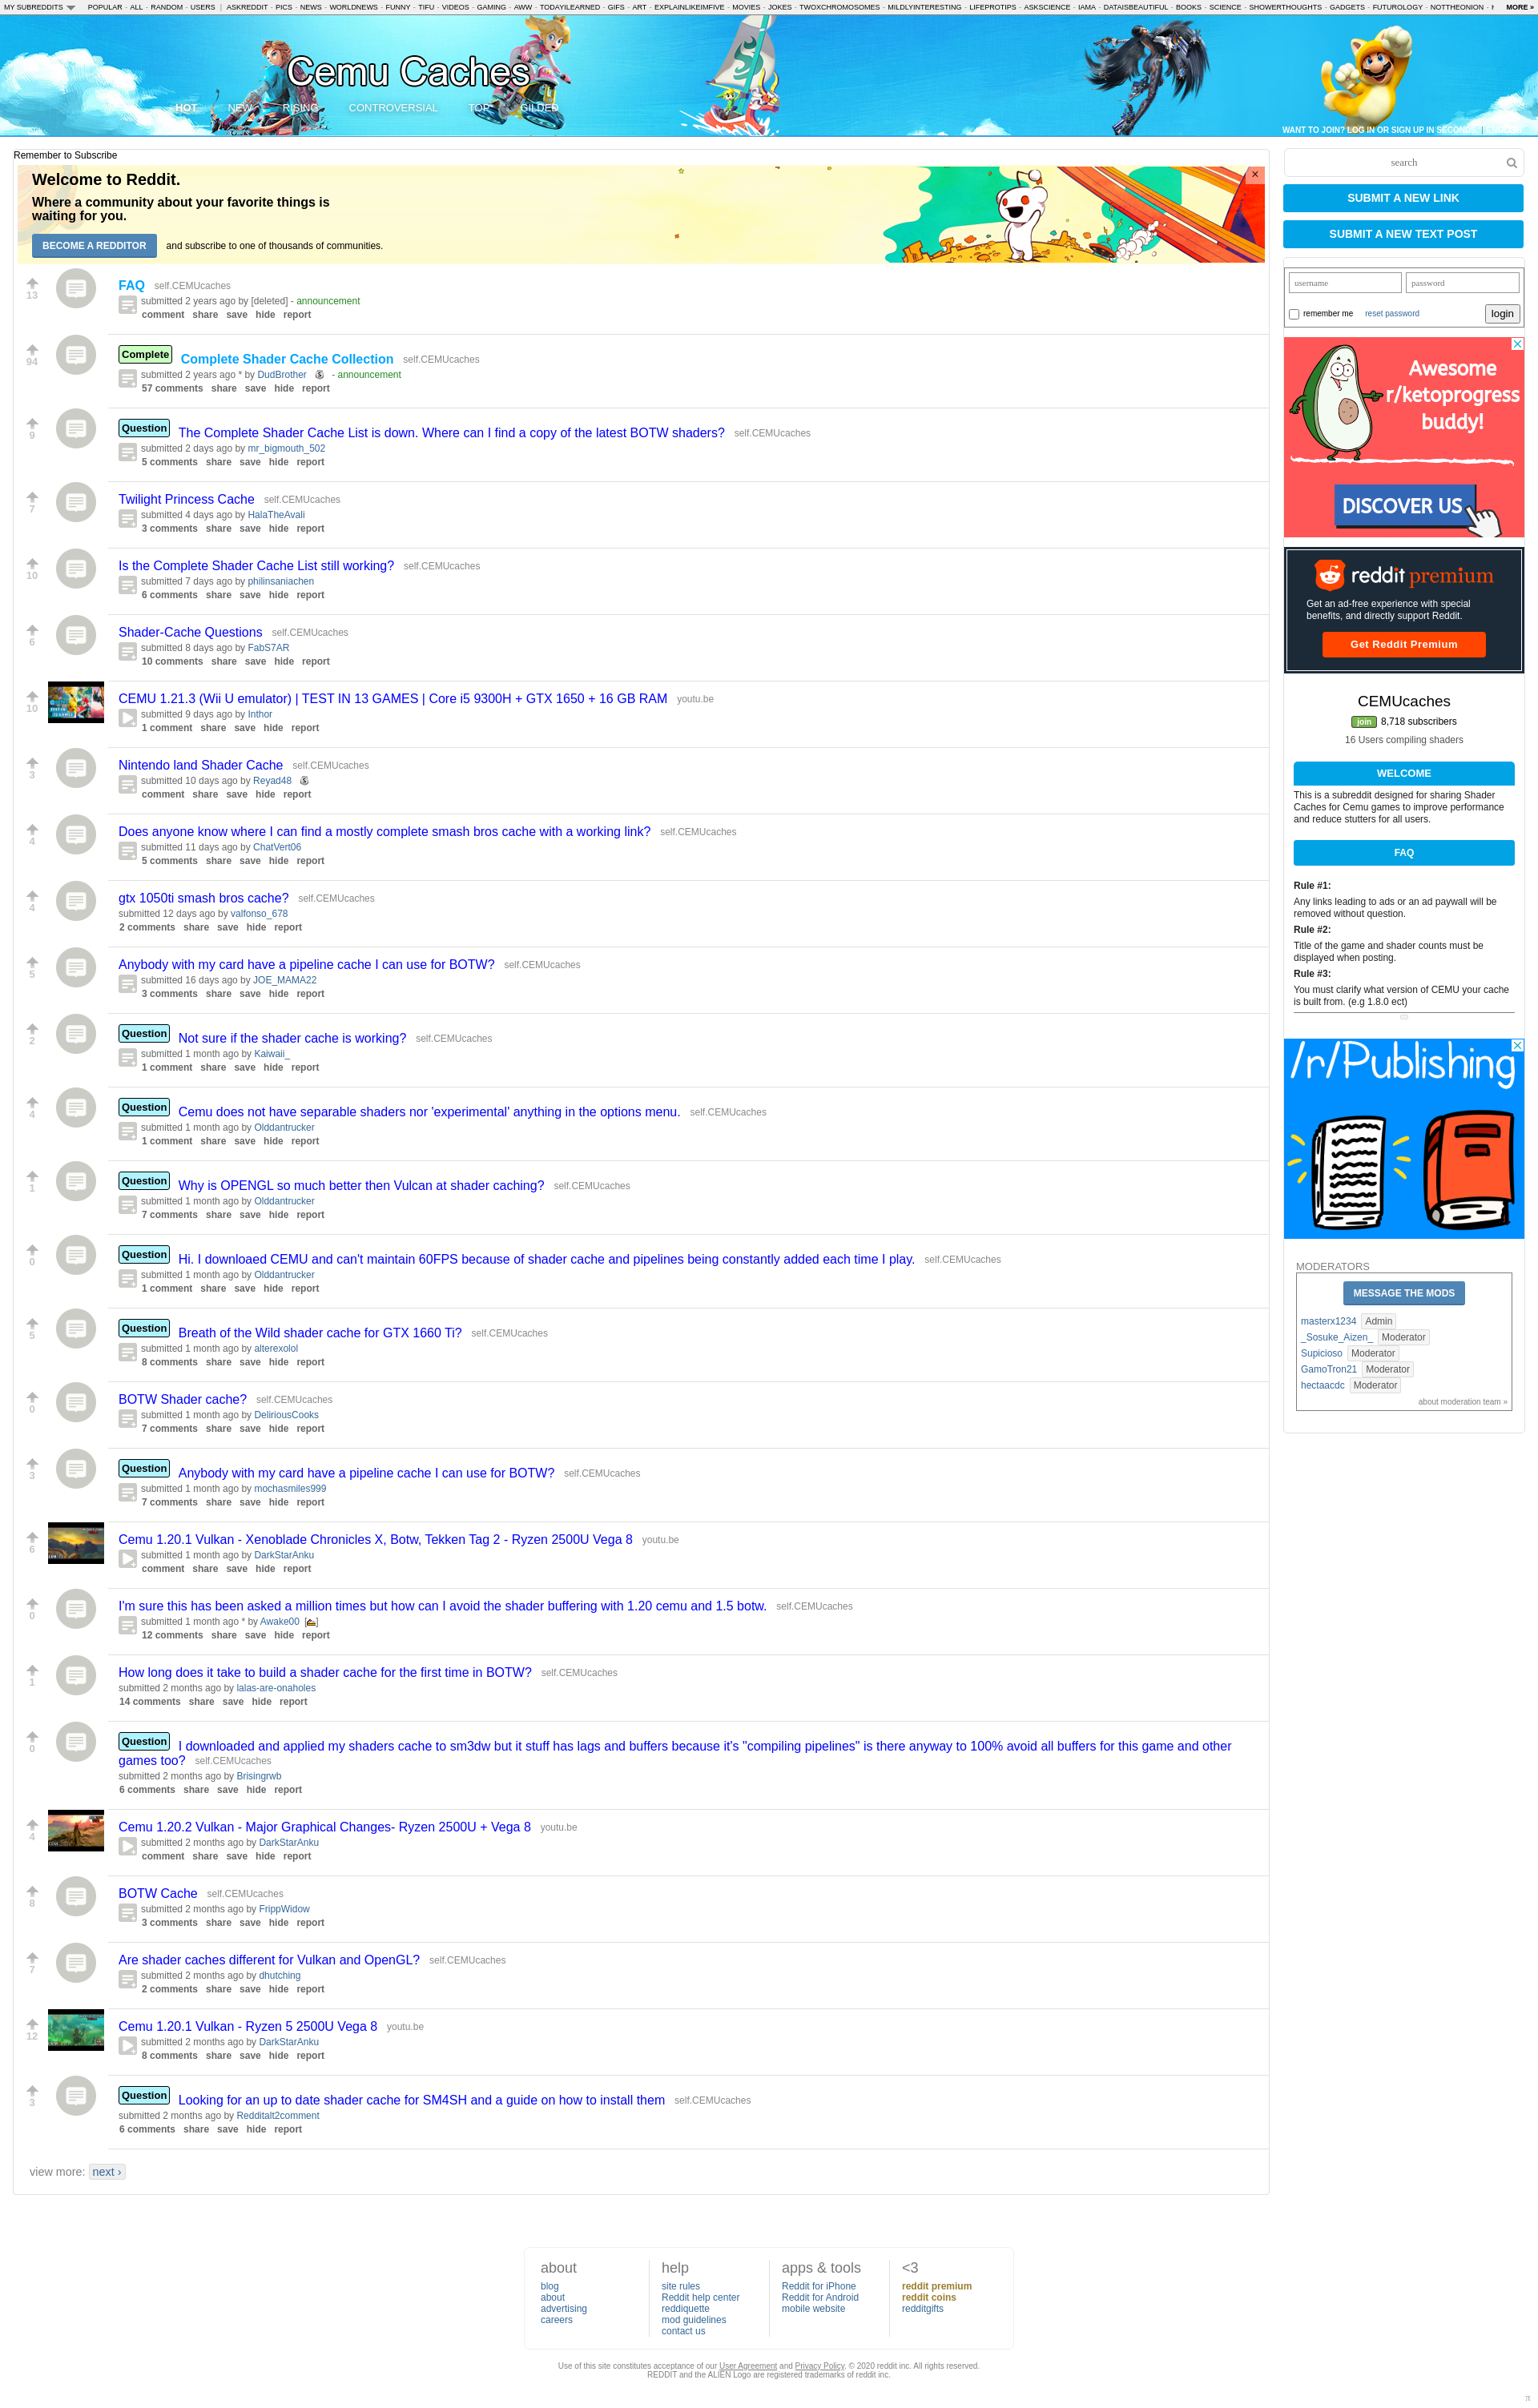 MY SUBREDDITS POPULAR - ALL - RANDOM - USERS | ASKREDDIT - PICS - NEWS - WORLDNEWS - FUNNY - TIFU - VIDEOS - GAMING - AWW - TODAYILEARNED - GIFS - ART - EXPLAINLIKEIMFIVE - MOVIES - JOKES - TWOXCHROMOSOMES - MILDLYINTERESTING - LIFEPROTIPS - ASKSCIENCE - IAMA - DATAISBEAUTIFUL - BOOKS - SCIENCE - SHOWERTHOUGHTS - GADGETS - FUTUROLOGY - NOTTHEONION - MORE »
Cemu Caches
HOT NEW RISING CONTROVERSIAL TOP GILDED
WANT TO JOIN? LOG IN OR SIGN UP IN SECONDS. |
Remember to Subscribe
Welcome to Reddit.
Where a community about your favorite things is
waiting for you.
BECOME A REDDITOR and subscribe to one of thousands of communities.
×
13
FAQ self.CEMUcaches
submitted 2 years ago by [deleted] - announcement
comment share save hide report
94
Complete Complete Shader Cache Collection self.CEMUcaches
submitted 2 years ago * by DudBrother - announcement
57 comments share save hide report
9
Question The Complete Shader Cache List is down. Where can I find a copy of the latest BOTW shaders? self.CEMUcaches
submitted 2 days ago by mr_bigmouth_502
5 comments share save hide report
7
Twilight Princess Cache self.CEMUcaches
submitted 4 days ago by HalaTheAvali
3 comments share save hide report
10
Is the Complete Shader Cache List still working? self.CEMUcaches
submitted 7 days ago by philinsaniachen
6 comments share save hide report
6
Shader-Cache Questions self.CEMUcaches
submitted 8 days ago by FabS7AR
10 comments share save hide report
10
CEMU 1.21.3 (Wii U emulator) | TEST IN 13 GAMES | Core i5 9300H + GTX 1650 + 16 GB RAM youtu.be
submitted 9 days ago by Inthor
1 comment share save hide report
3
Nintendo land Shader Cache self.CEMUcaches
submitted 10 days ago by Reyad48
comment share save hide report
4
Does anyone know where I can find a mostly complete smash bros cache with a working link? self.CEMUcaches
submitted 11 days ago by ChatVert06
5 comments share save hide report
4
gtx 1050ti smash bros cache? self.CEMUcaches
submitted 12 days ago by valfonso_678
2 comments share save hide report
5
Anybody with my card have a pipeline cache I can use for BOTW? self.CEMUcaches
submitted 16 days ago by JOE_MAMA22
3 comments share save hide report
2
Question Not sure if the shader cache is working? self.CEMUcaches
submitted 1 month ago by Kaiwaii_
1 comment share save hide report
4
Question Cemu does not have separable shaders nor 'experimental' anything in the options menu. self.CEMUcaches
submitted 1 month ago by Olddantrucker
1 comment share save hide report
1
Question Why is OPENGL so much better then Vulcan at shader caching? self.CEMUcaches
submitted 1 month ago by Olddantrucker
7 comments share save hide report
0
Question Hi. I downloaed CEMU and can't maintain 60FPS because of shader cache and pipelines being constantly added each time I play. self.CEMUcaches
submitted 1 month ago by Olddantrucker
1 comment share save hide report
5
Question Breath of the Wild shader cache for GTX 1660 Ti? self.CEMUcaches
submitted 1 month ago by alterexolol
8 comments share save hide report
0
BOTW Shader cache? self.CEMUcaches
submitted 1 month ago by DeliriousCooks
7 comments share save hide report
3
Question Anybody with my card have a pipeline cache I can use for BOTW? self.CEMUcaches
submitted 1 month ago by mochasmiles999
7 comments share save hide report
6
Cemu 1.20.1 Vulkan - Xenoblade Chronicles X, Botw, Tekken Tag 2 - Ryzen 2500U Vega 8 youtu.be
submitted 1 month ago by DarkStarAnku
comment share save hide report
0
I'm sure this has been asked a million times but how can I avoid the shader buffering with 1.20 cemu and 1.5 botw. self.CEMUcaches
submitted 1 month ago * by Awake00 []
12 comments share save hide report
1
How long does it take to build a shader cache for the first time in BOTW? self.CEMUcaches
submitted 2 months ago by lalas-are-onaholes
14 comments share save hide report
0
Question I downloaded and applied my shaders cache to sm3dw but it stuff has lags and buffers because it's "compiling pipelines" is there anyway to 100% avoid all buffers for this game and other
games too? self.CEMUcaches
submitted 2 months ago by Brisingrwb
6 comments share save hide report
4
Cemu 1.20.2 Vulkan - Major Graphical Changes- Ryzen 2500U + Vega 8 youtu.be
submitted 2 months ago by DarkStarAnku
comment share save hide report
8
BOTW Cache self.CEMUcaches
submitted 2 months ago by FrippWidow
3 comments share save hide report
7
Are shader caches different for Vulkan and OpenGL? self.CEMUcaches
submitted 2 months ago by dhutching
2 comments share save hide report
12
Cemu 1.20.1 Vulkan - Ryzen 5 2500U Vega 8 youtu.be
submitted 2 months ago by DarkStarAnku
8 comments share save hide report
3
Question Looking for an up to date shader cache for SM4SH and a guide on how to install them self.CEMUcaches
submitted 2 months ago by Redditalt2comment
6 comments share save hide report
view more: next ›
search
SUBMIT A NEW LINK
SUBMIT A NEW TEXT POST
username password
remember me reset password login
Awesome
r/ketoprogress
buddy!
DISCOVER US
reddit premium
Get an ad-free experience with special
benefits, and directly support Reddit.
Get Reddit Premium
CEMUcaches
join 8,718 subscribers
16 Users compiling shaders
WELCOME
This is a subreddit designed for sharing Shader
Caches for Cemu games to improve performance
and reduce stutters for all users.
FAQ
Rule #1:
Any links leading to ads or an ad paywall will be
removed without question.
Rule #2:
Title of the game and shader counts must be
displayed when posting.
Rule #3:
You must clarify what version of CEMU your cache
is built from. (e.g 1.8.0 ect)
/r/Publishing
MODERATORS
MESSAGE THE MODS
masterx1234 Admin
_Sosuke_Aizen_ Moderator
Supicioso Moderator
GamoTron21 Moderator
hectaacdc Moderator
about moderation team »
about
blog
about
advertising
careers
help
site rules
Reddit help center
reddiquette
mod guidelines
contact us
apps & tools
Reddit for iPhone
Reddit for Android
mobile website
<3
reddit premium
reddit coins
redditgifts
Use of this site constitutes acceptance of our User Agreement and Privacy Policy. © 2020 reddit inc. All rights reserved.
REDDIT and the ALIEN Logo are registered trademarks of reddit inc.
π